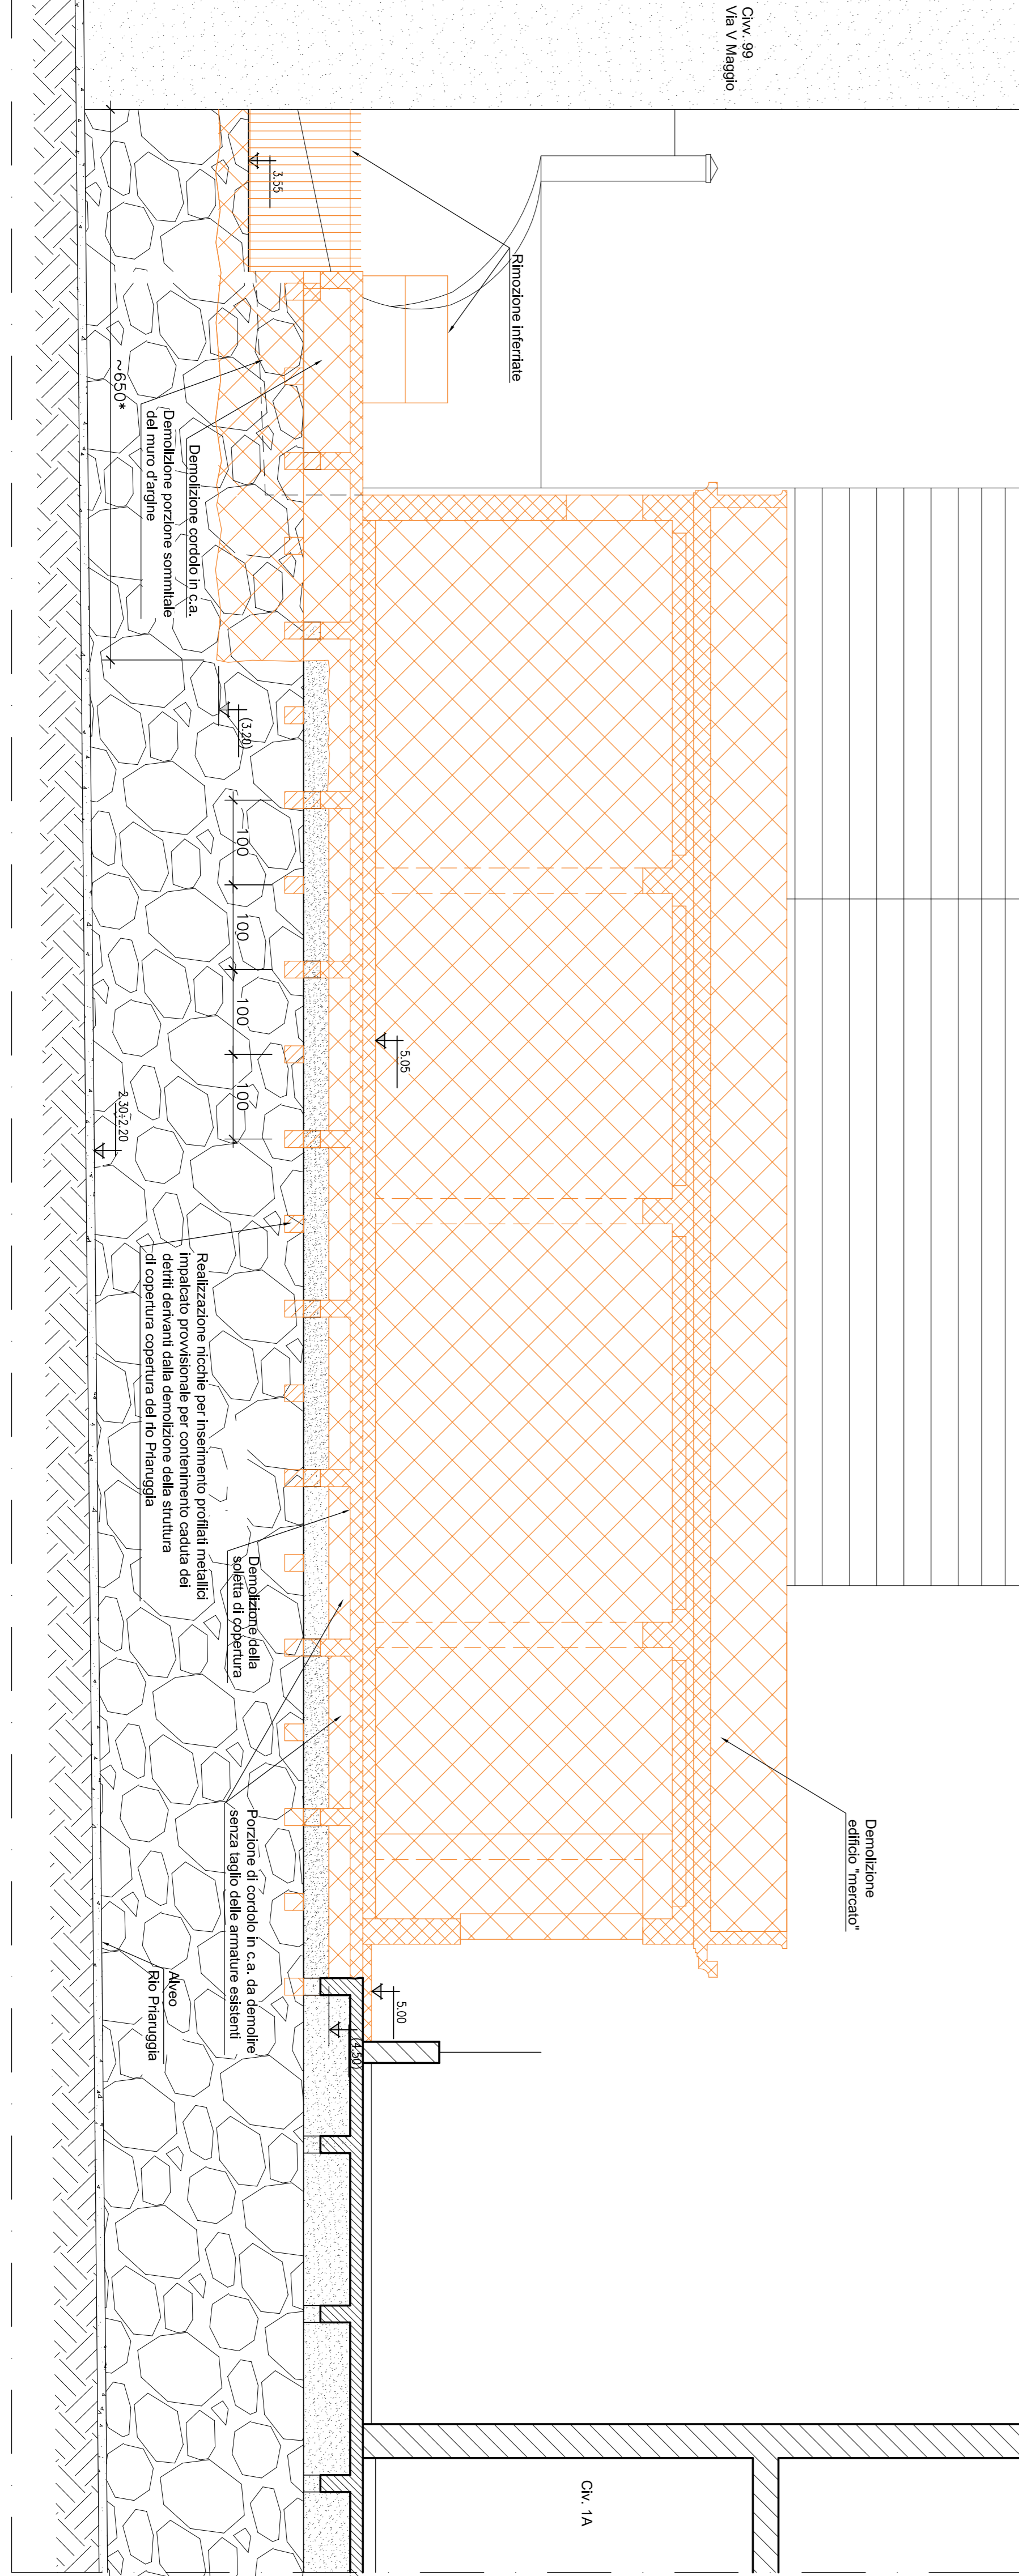 Civv. 99
Via V Maggio
Rimozione inferriate
3.55
~650*
Demolizione cordolo in c.a.
Demolizione porzione sommitale
del muro d'argine
(3.20)
100
100
100
100
5.05
2.30÷2.20
Realizzazione nicchie per inserimento profilati metallici
impalcato provvisionale per contenimento caduta dei
detriti derivanti dalla demolizione della struttura
di copertura copertura del rio Priaruggia
Demolizione della
soletta di copertura
Porzione di cordolo in c.a. da demolire
senza taglio delle armature esistenti
Demolizione
edificio "mercato"
Alveo
Rio Priaruggia
5.00
(4.50)
Civ. 1A